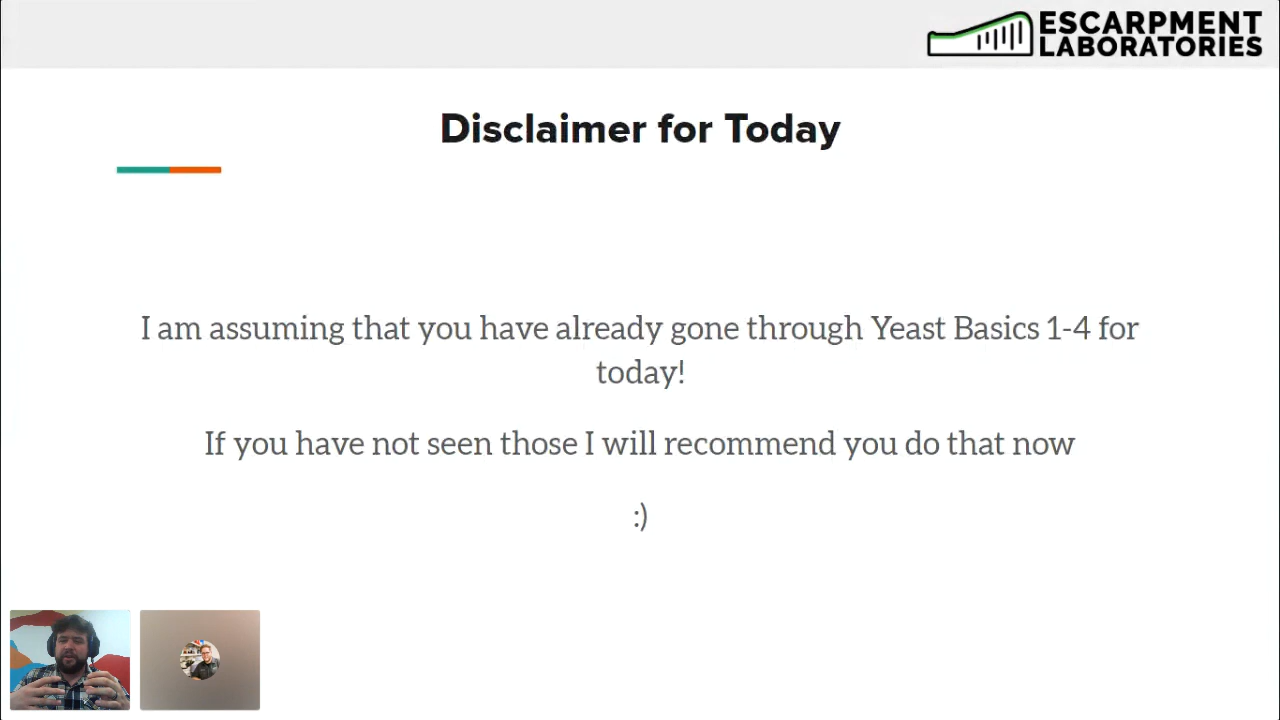 ESCARPMENT
LABORATORIES
Disclaimer for Today
I am assuming that you have already gone through Yeast Basics 1-4 for
today!
If you have not seen those I will recommend you do that now
:)